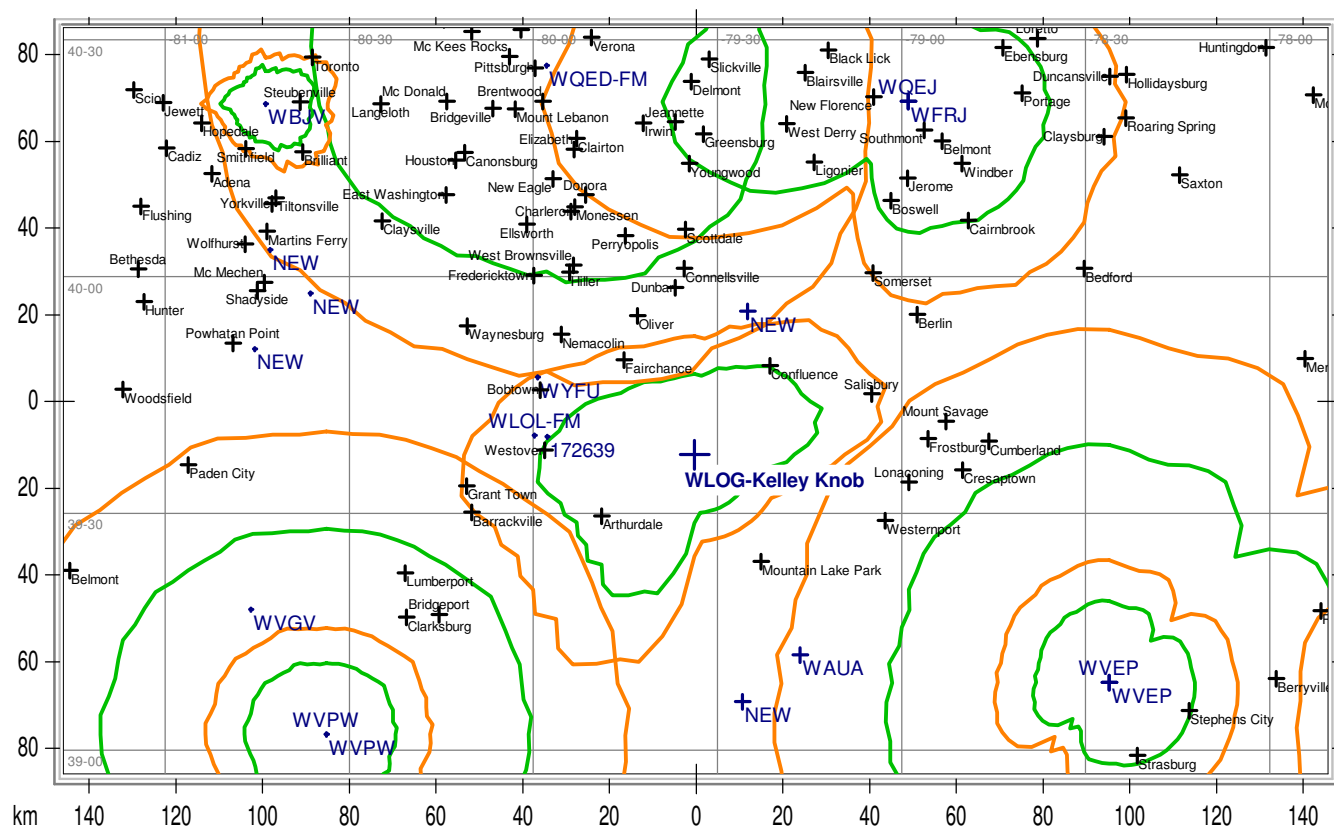 40-30
-81-00
-80-30
-80-00
-79-30
-79-00
-78-30
-78-00
Mc Kees Rocks
Verona
Loretto
Toronto
Pittsburgh
WQED-FM
Slickville
Black Lick
Ebensburg
Huntingdon
Scio
Steubenville
Mc Donald
Brentwood
Delmont
Blairsville
WQEJ
Duncansville
Hollidaysburg
Jewett
WBJV
Langeloth
Bridgeville
Mount Lebanon
Jeannette
New Florence
WFRJ
Portage
Hopedale
Irwin
West Derry
Roaring Spring
Cadiz
Smithfield
Brilliant
Houston
Canonsburg
Elizabeth
Clairton
Greensburg
Southmont
Belmont
Claysburg
Adena
New Eagle
Youngwood
Ligonier
Windber
Saxton
Yorkville
Tiltonsville
East Washington
Donora
Jerome
Flushing
Claysville
Charleroi
Monessen
Boswell
Cairnbrook
Wolfhurst
Martins Ferry
Ellsworth
Perryopolis
Scottdale
Bethesda
NEW
West Brownsville
Mc Mechen
Fredericktown
Hiller
Connellsville
Somerset
Bedford
40-00
Shadyside
Dunbar
Hunter
NEW
Oliver
NEW
Berlin
Powhatan Point
Waynesburg
Nemacolin
NEW
Fairchance
Confluence
Woodsfield
Bobtown
WYFU
Salisbury
WLOL-FM
Mount Savage
Westover
172639
Frostburg
Cumberland
Paden City
WLOG-Kelley Knob
Lonaconing
Cresaptown
Grant Town
39-30
Barrackville
Arthurdale
Westernport
Belmont
Lumberport
Mountain Lake Park
Bridgeport
WVGV
Clarksburg
WAUA
WVEP
WVEP
Berryville
WVPW
NEW
Stephens City
WVPW
39-00
Strasburg
80
60
40
20
0
20
40
60
80
km
140 120 100 80 60 40 20 0 20 40 60 80 100 120 140